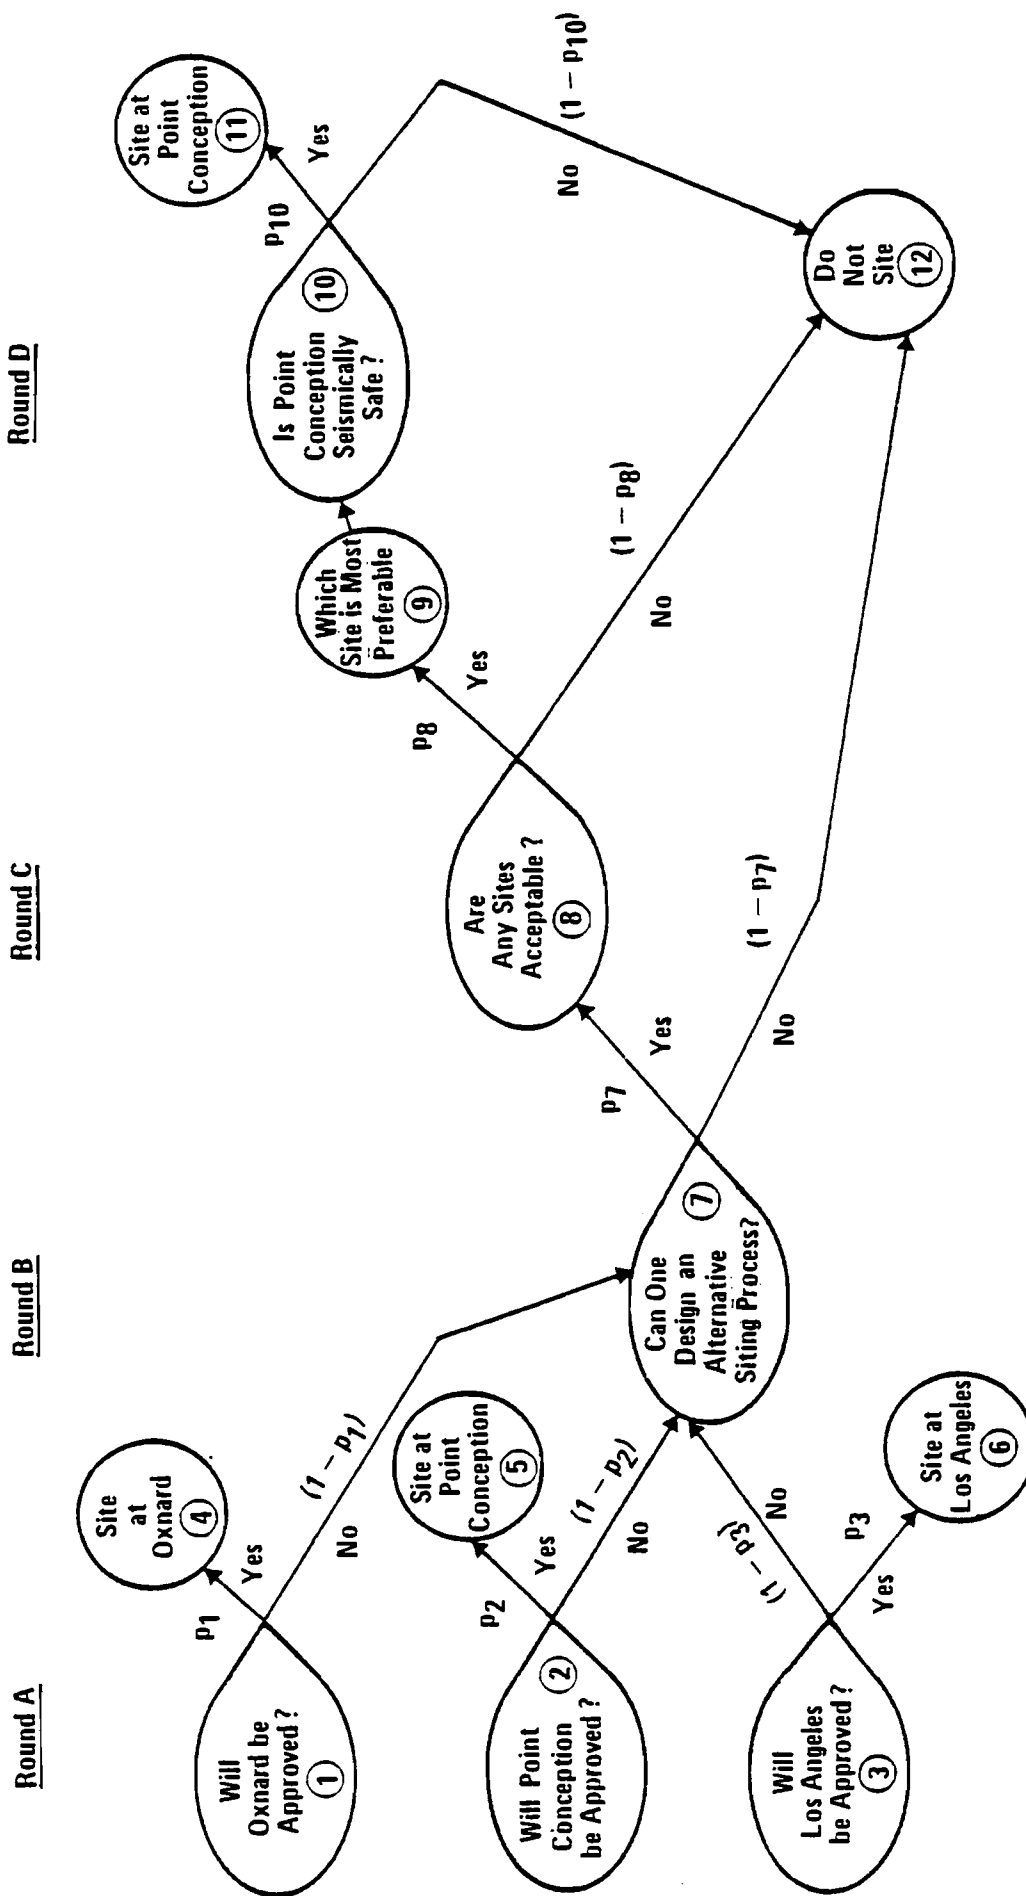 Round A
Round B
Round C
Round D
Will
Oxnard be
Approved?
1
p1
Yes
No
(1 – p1)
Site
at
Oxnard
4
Will Point
Conception
be Approved?
2
p2
Yes
No
(1 – p2)
Site at
Point
Conception
5
Will
Los Angeles
be Approved?
3
(1 – p3)
No
Yes
p3
Site at
Los Angeles
6
Can One
Design an
Alternative
Siting Process?
7
p7
Yes
No
(1 – p7)
Are
Any Sites
Acceptable?
8
p8
Yes
No
(1 – p8)
Which
Site is Most
Preferable
9
Is Point
Conception
Seismically
Safe?
10
p10
Yes
No
(1 – p10)
Site at
Point
Conception
11
Do
Not
Site
12